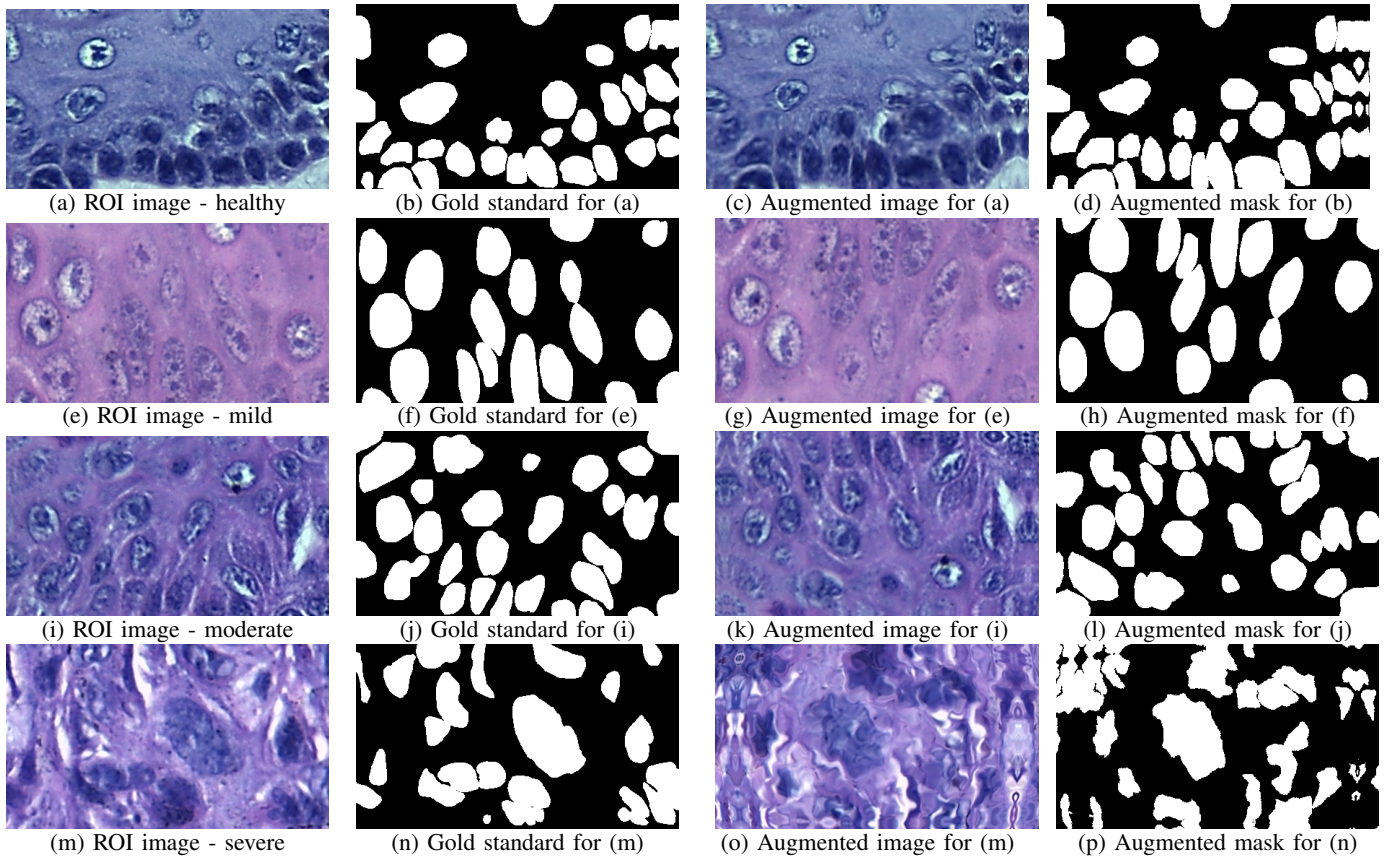 (a) ROI image - healthy
(b) Gold standard for (a)
(c) Augmented image for (a)
(d) Augmented mask for (b)
(e) ROI image - mild
(f) Gold standard for (e)
(g) Augmented image for (e)
(h) Augmented mask for (f)
(i) ROI image - moderate
(j) Gold standard for (i)
(k) Augmented image for (i)
(l) Augmented mask for (j)
(m) ROI image - severe
(n) Gold standard for (m)
(o) Augmented image for (m)
(p) Augmented mask for (n)